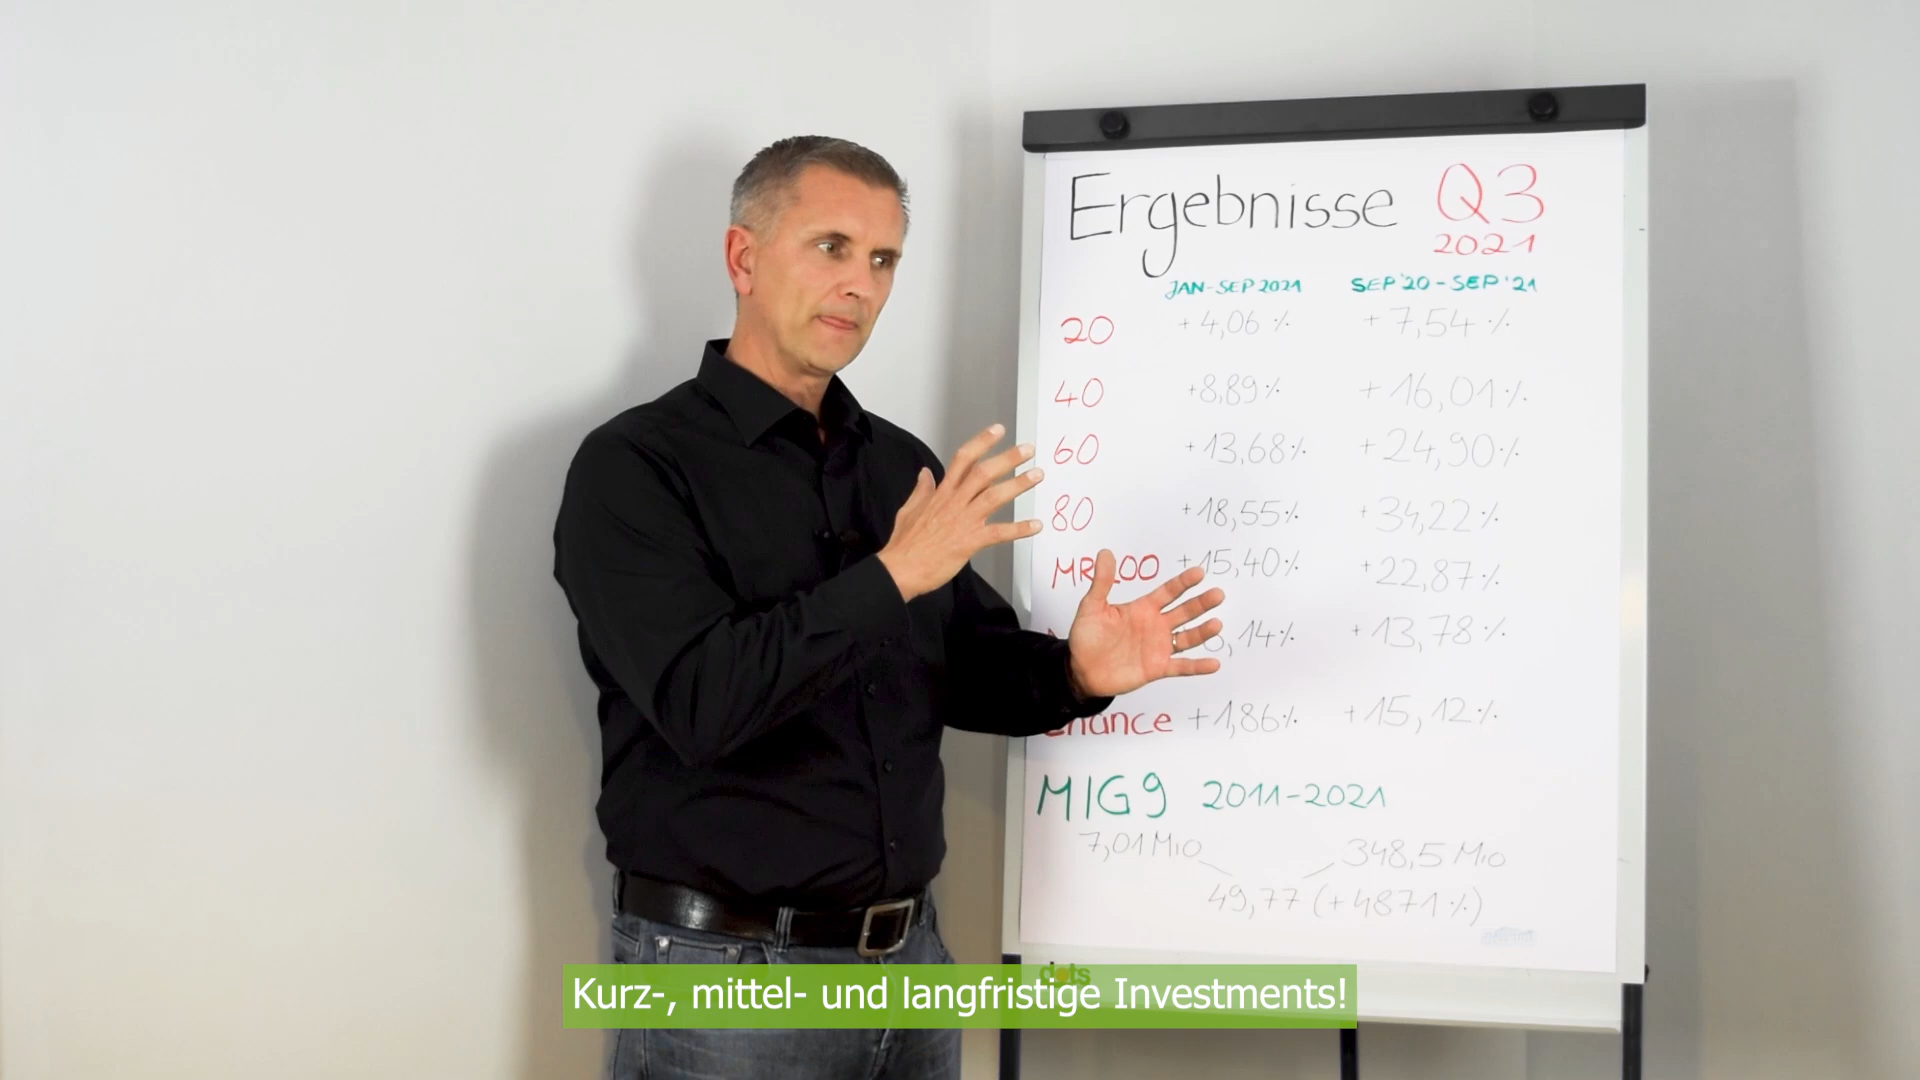 Ergebnisse Q3
2021
JAN-SEP 2021 SEP '20 - SEP '21
20 +4,06 % +7,54 %
40 +8,89 % +16,01 %
60 +13,68 % +24,90 %
80 +18,55 % +34,22 %
+15,40 % +22,87 %
,14 % +13,78 %
+1,86 % +15,12 %
MIG9 2011-2021
7,01 Mio 348,5 Mio
49,77 (+4871 %)
dots
Kurz-, mittel- und langfristige Investments!